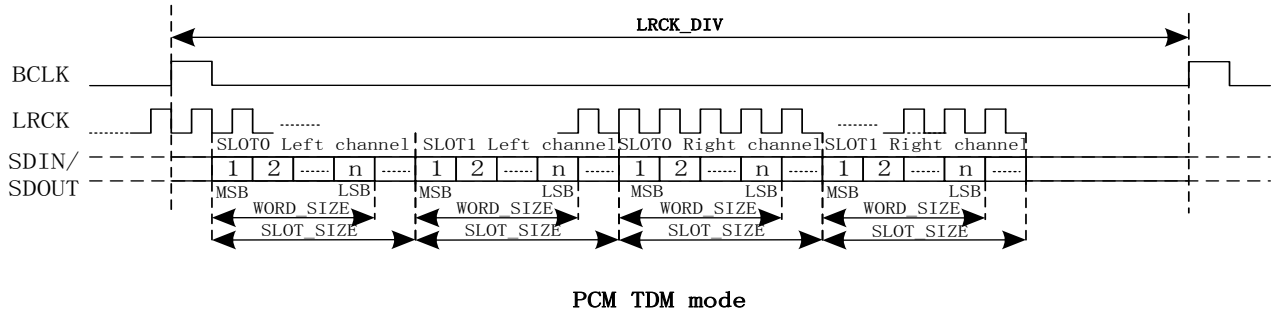 LRCK_DIV
BCLK
LRCK
SLOT0 Left channel SLOT1 Left channel SLOT0 Right channel SLOT1 Right channel
SDIN/
SDOUT
1 2 n 1 2 n 1 2 n 1 2 n
MSB LSB MSB LSB MSB LSB MSB LSB
WORD_SIZE WORD_SIZE WORD_SIZE WORD_SIZE
SLOT_SIZE SLOT_SIZE SLOT_SIZE SLOT_SIZE
PCM TDM mode